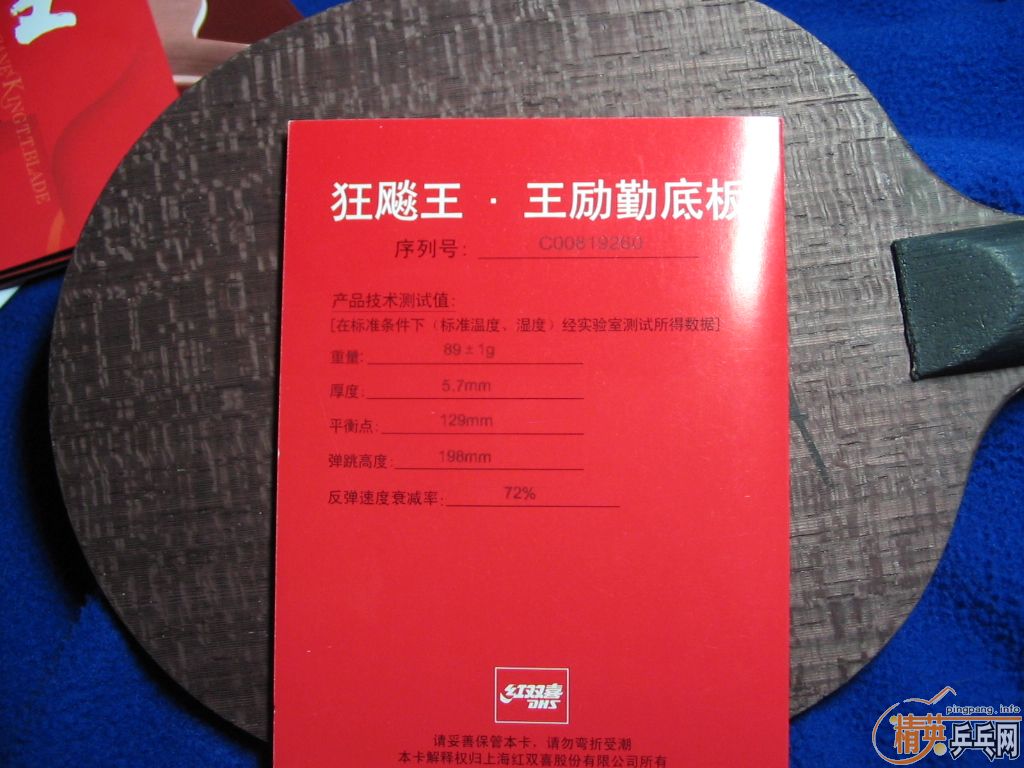 王
KING T.T.BLADE
狂飚王·王励勤底板
序列号: C00819260
产品技术测试值:
[在标准条件下(标准温度、湿度)经实验室测试所得数据]
重量: 89±1g
厚度: 5.7mm
平衡点: 129mm
弹跳高度: 198mm
反弹速度衰减率: 72%
红双喜
DHS
请妥善保管本卡,请勿弯折受潮
本卡解释权归上海红双喜股份有限公司所有
pingpang.info
精英乒乓网